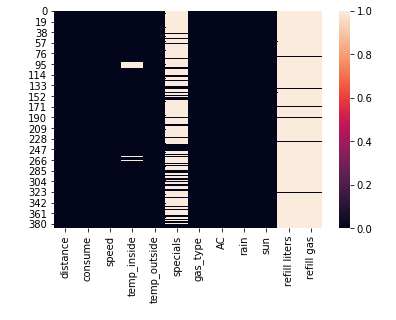 0
19
38
57
76
95
114
133
152
171
190
209
228
247
266
285
304
323
342
361
380
distance
consume
speed
temp_inside
temp_outside
specials
gas_type
AC
rain
sun
refill liters
refill gas
1.0
0.8
0.6
0.4
0.2
0.0